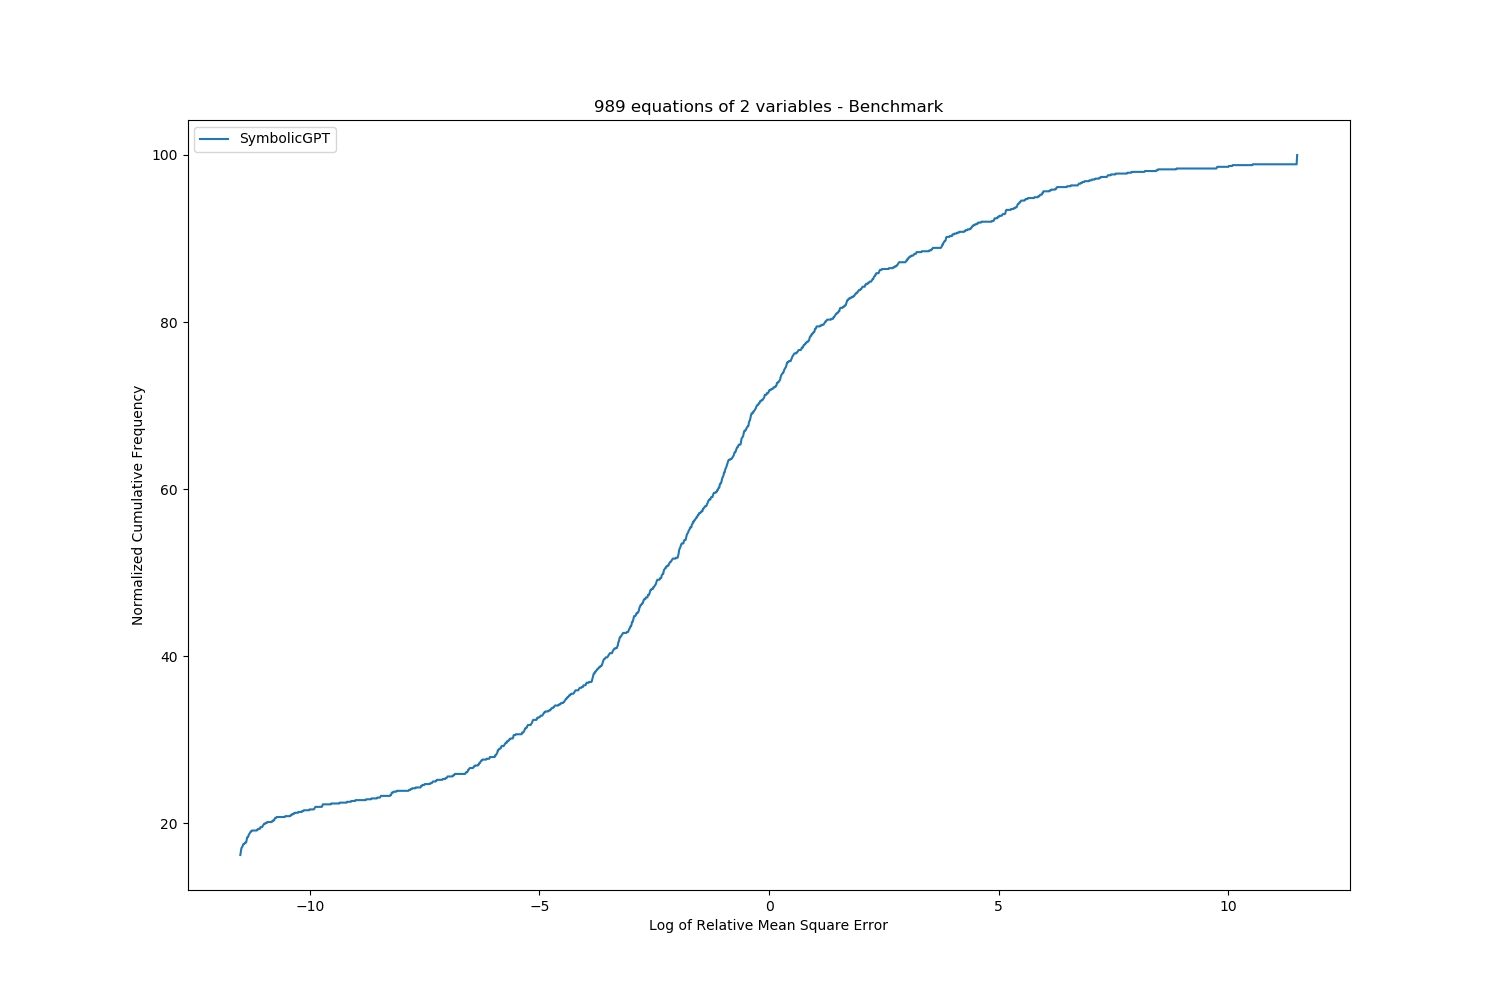 989 equations of 2 variables - Benchmark
SymbolicGPT
100
80
60
40
20
Normalized Cumulative Frequency
−10
−5
0
5
10
Log of Relative Mean Square Error